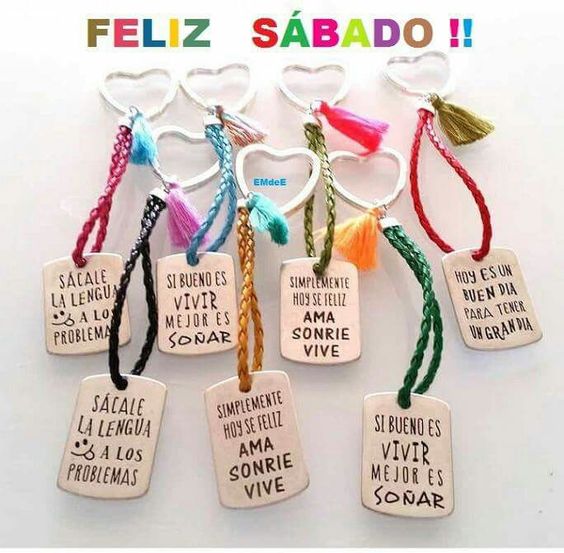 FELIZ SÁBADO !!
EMdeE
SÁCALE
LA LENGUA
A LOS
PROBLEMAS
SI BUENO ES
VIVIR
MEJOR ES
SOÑAR
SIMPLEMENTE
HOY SE FELIZ
AMA
SONRIE
VIVE
HOY ES UN
BUEN DIA
PARA TENER
UN GRAN DIA
SÁCALE
LA LENGUA
A LOS
PROBLEMAS
SIMPLEMENTE
HOY SE FELIZ
AMA
SONRIE
VIVE
SI BUENO ES
VIVIR
MEJOR ES
SOÑAR